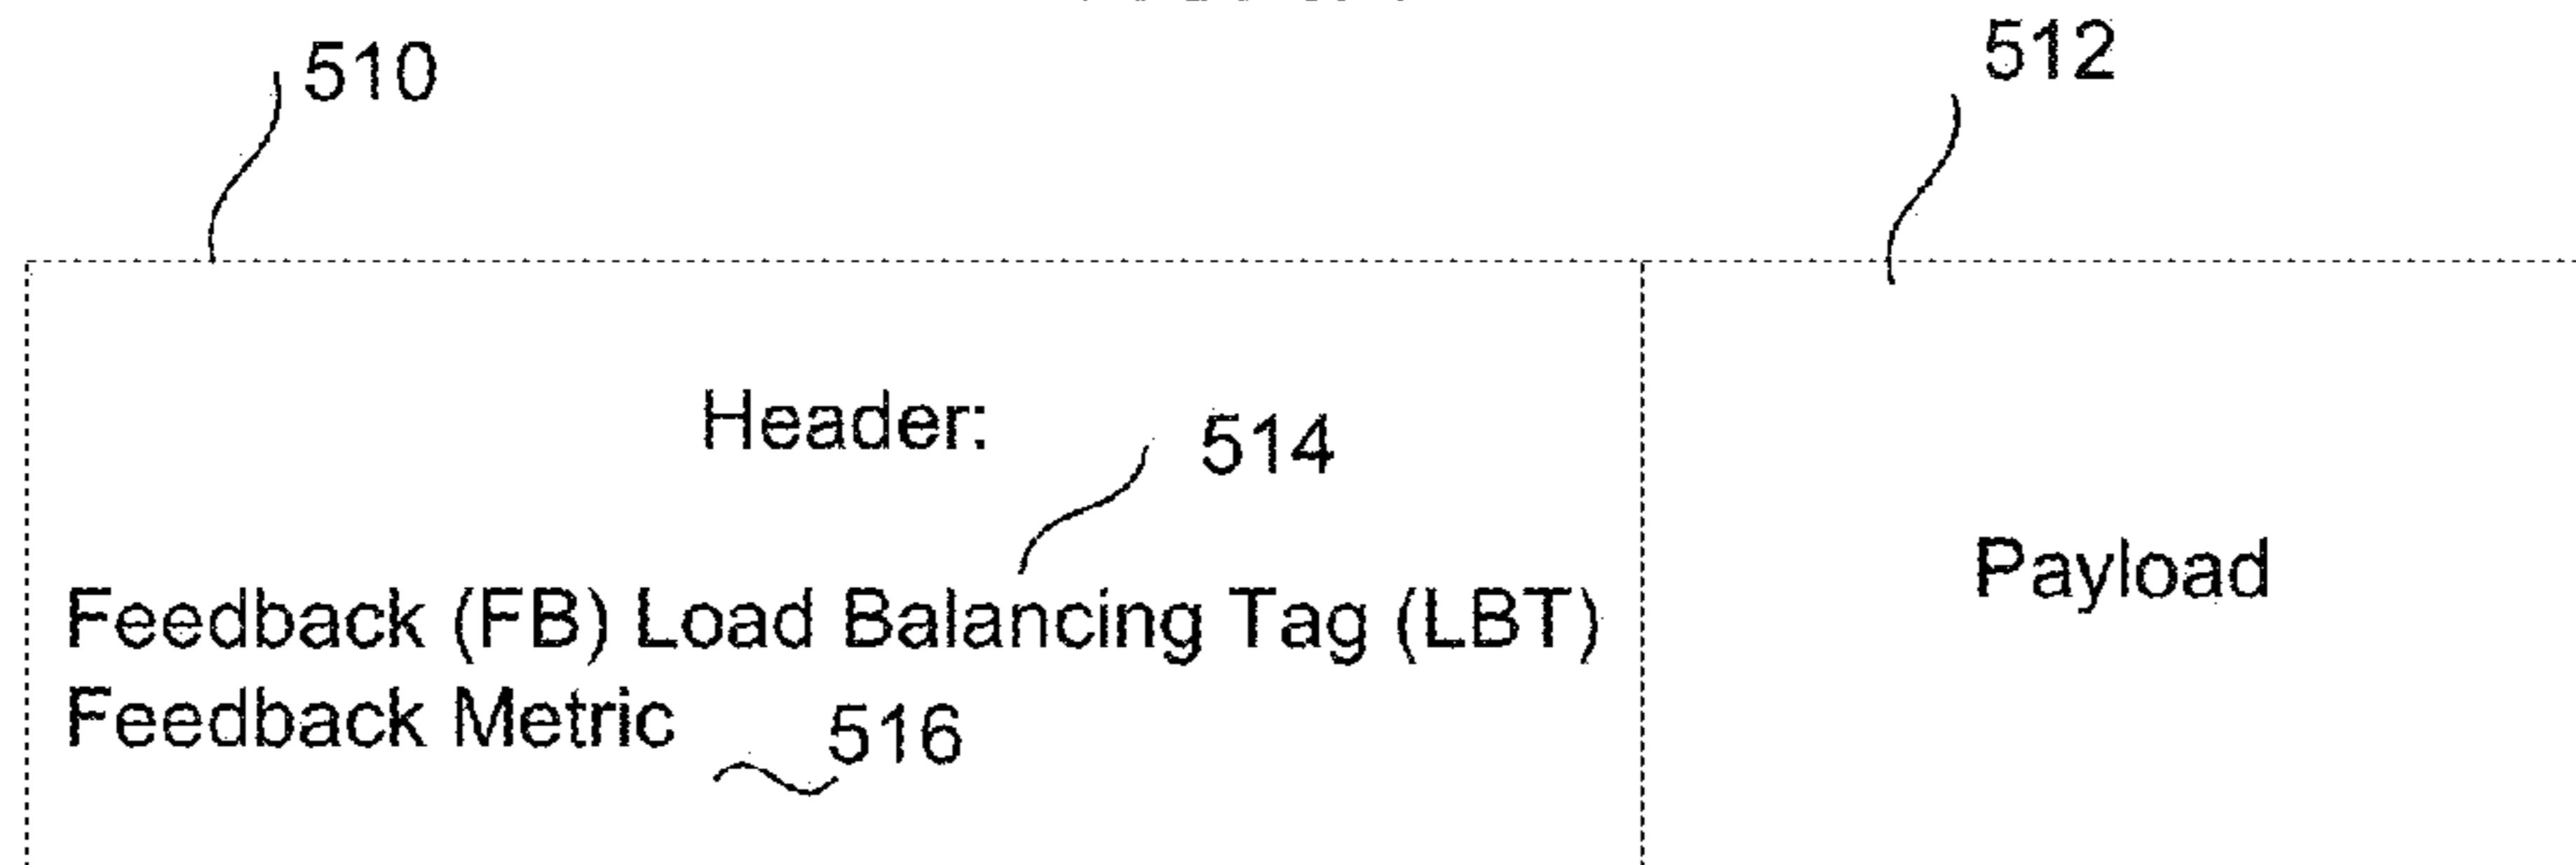 510
512
Header:
514
Feedback (FB) Load Balancing Tag (LBT)
Payload
Feedback Metric
516